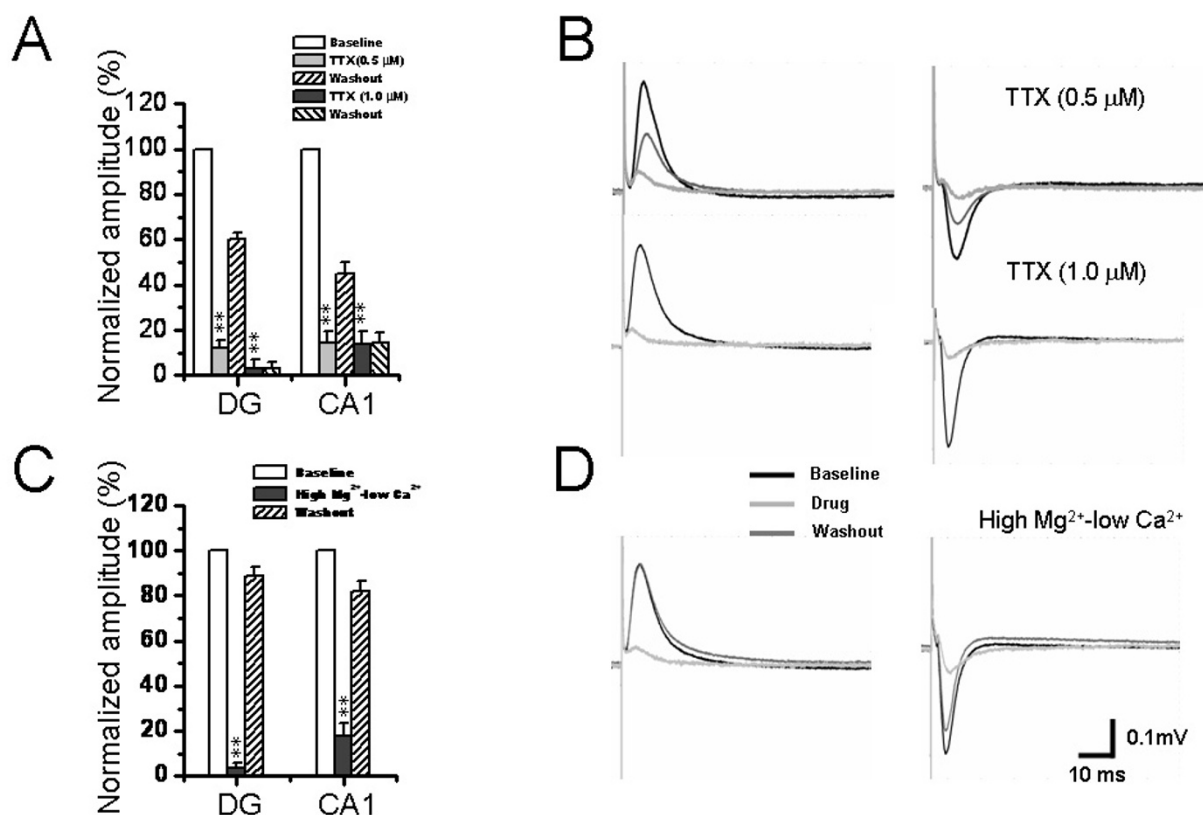 A
Baseline
TTX(0.5 μM)
Washout
TTX (1.0 μM)
Washout
Normalized amplitude (%)
120
100
80
60
40
20
0
**
**
**
**
DG
CA1
B
TTX (0.5 μM)
TTX (1.0 μM)
C
Baseline
High Mg²⁺-low Ca²⁺
Washout
Normalized amplitude (%)
120
100
80
60
40
20
0
**
**
DG
CA1
D
Baseline
Drug
Washout
High Mg²⁺-low Ca²⁺
0.1mV
10 ms